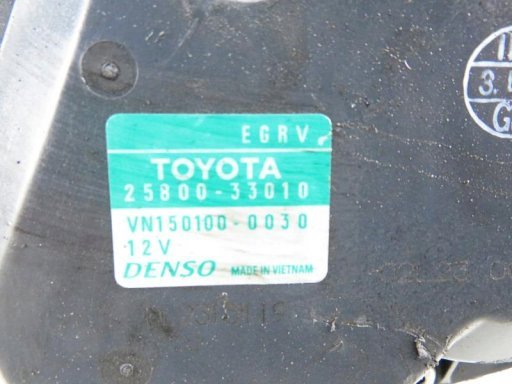 EGRV
TOYOTA
25800-33010
VN150100-0030
12V
DENSO MADE IN VIETNAM